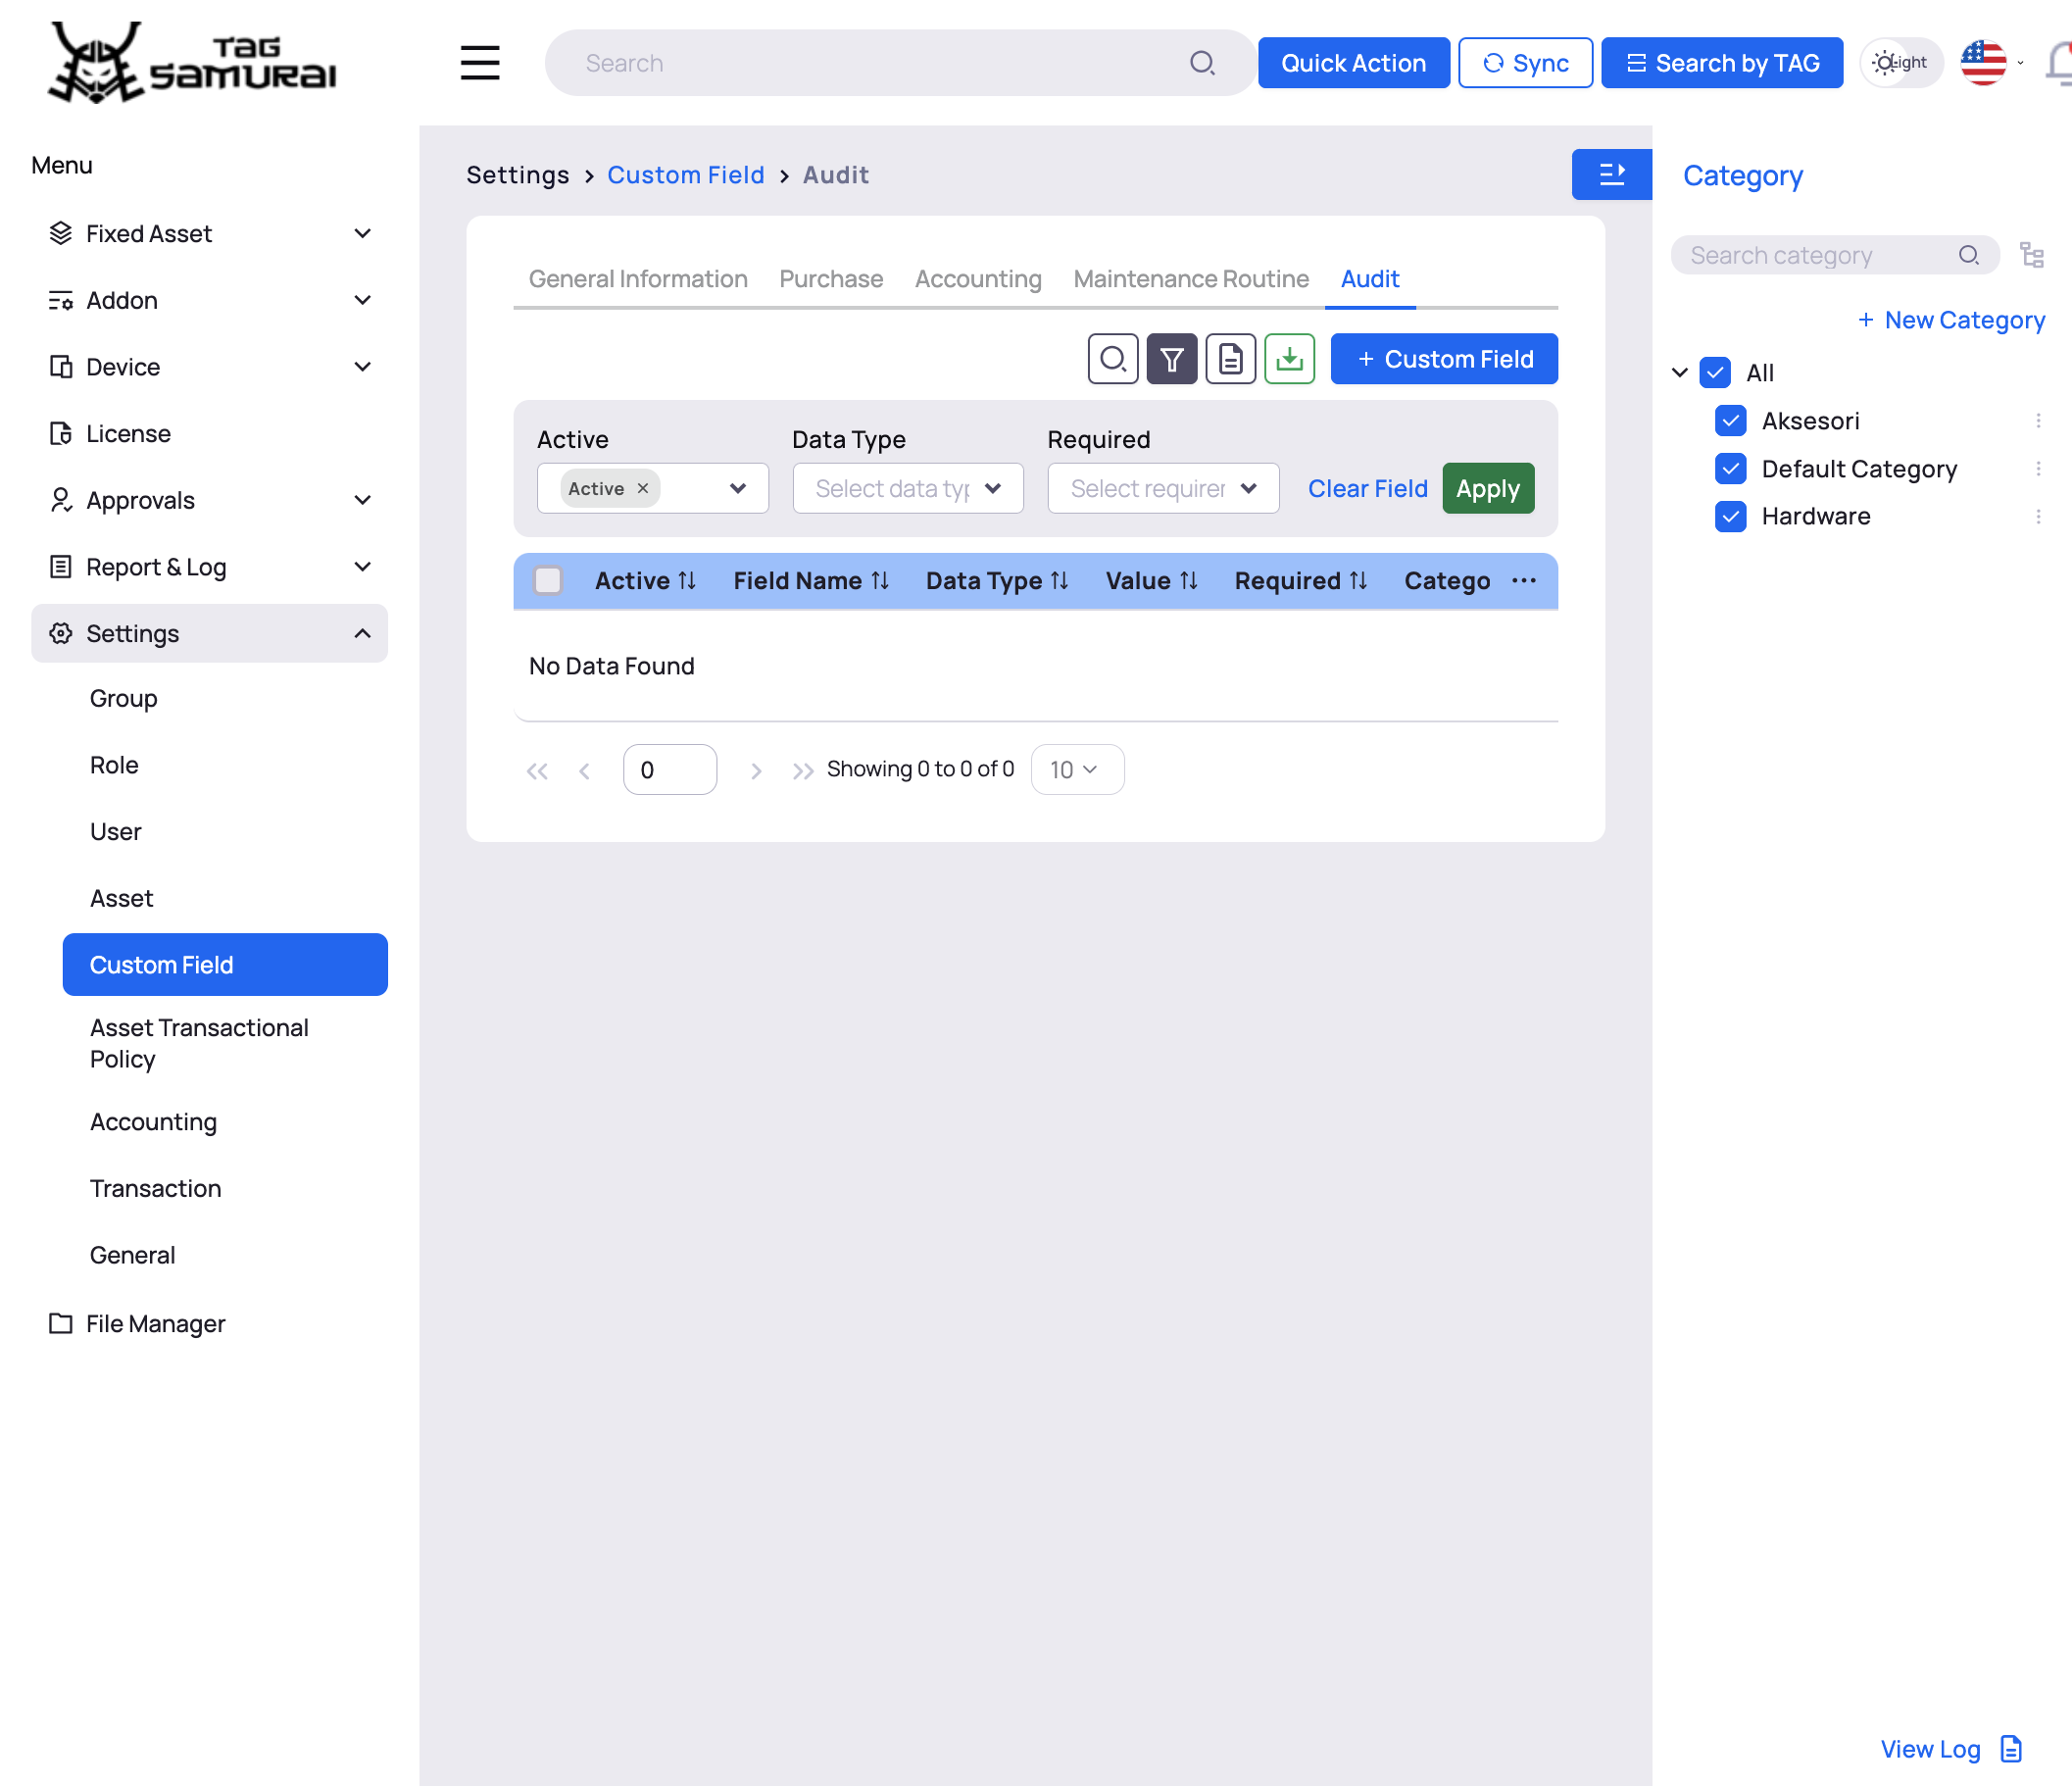 TAG SAMURAI
Search
Quick Action
Sync
Search by TAG
Light
Menu
Fixed Asset
Addon
Device
License
Approvals
Report & Log
Settings
Group
Role
User
Asset
Custom Field
Asset Transactional
Policy
Accounting
Transaction
General
File Manager
Settings > Custom Field > Audit
General Information Purchase Accounting Maintenance Routine Audit
+ Custom Field
Active Data Type Required
Active × Select data typ Select requirer Clear Field Apply
Active Field Name Data Type Value Required Catego ...
No Data Found
0 Showing 0 to 0 of 0 10
Category
Search category
+ New Category
All
Aksesori
Default Category
Hardware
View Log